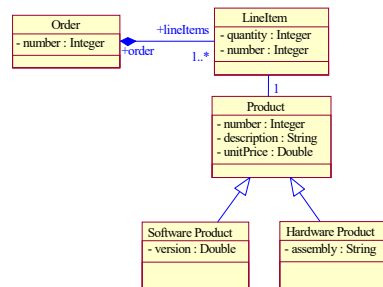 Order
- number : Integer
+order
+lineItems
1..*
LineItem
- quantity : Integer
- number : Integer
1
Product
- number : Integer
- description : String
- unitPrice : Double
Software Product
- version : Double
Hardware Product
- assembly : String